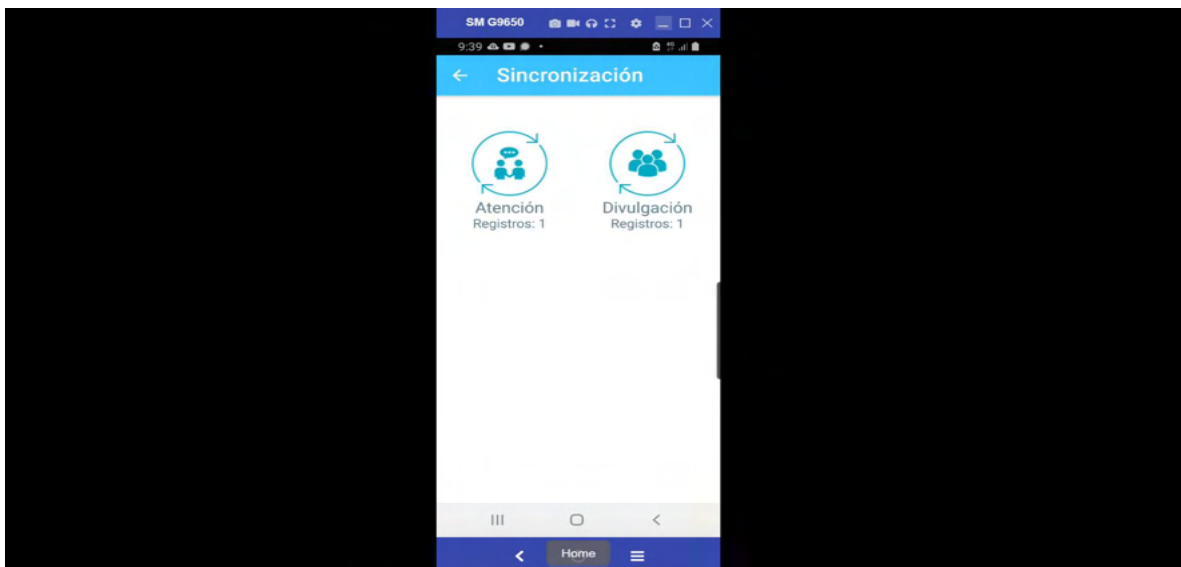 SM G9650
9:39
Sincronización
Atención
Registros: 1
Divulgación
Registros: 1
Home